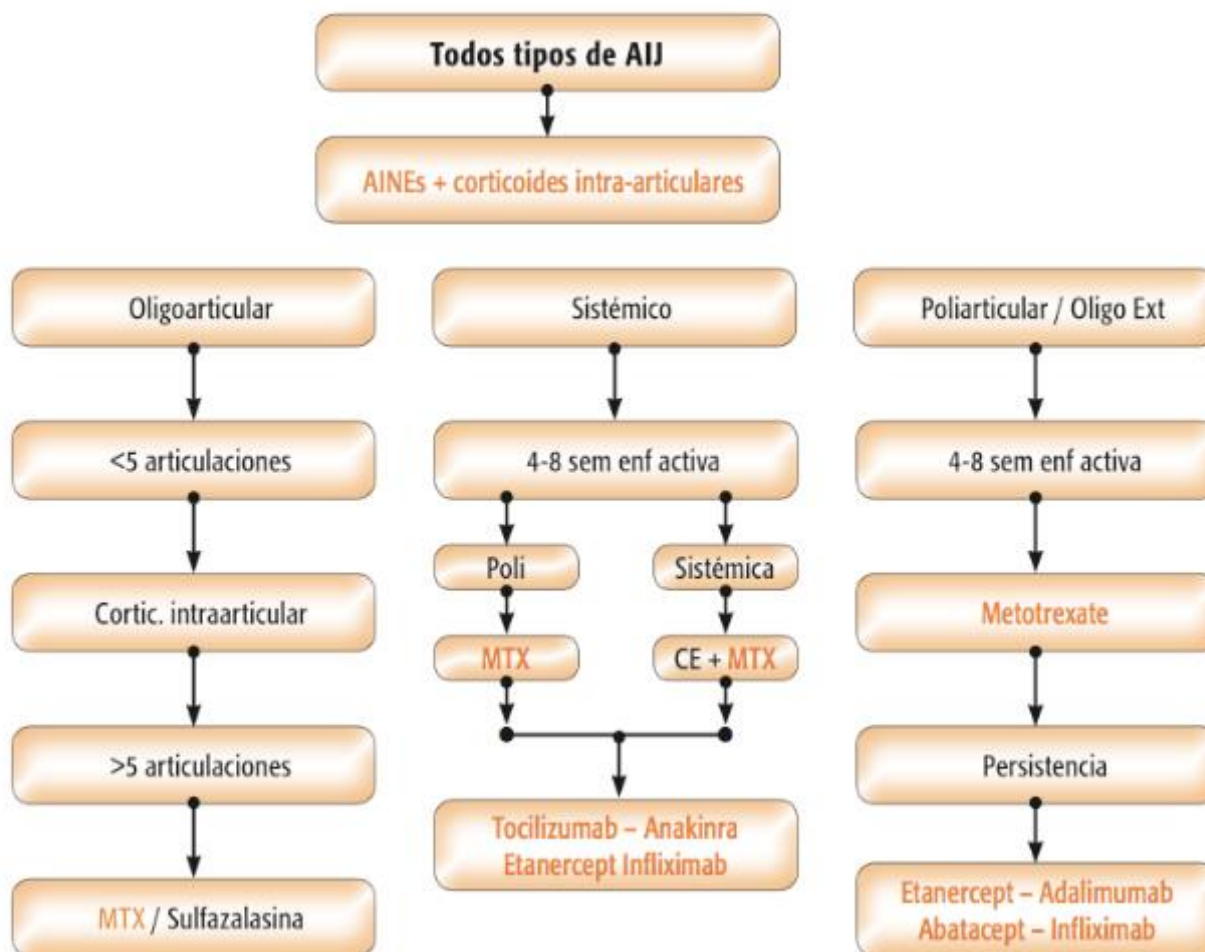 Todos tipos de AIJ
AINEs + corticoides intra-articulares
Oligoarticular
<5 articulaciones
Cortic. intraarticular
>5 articulaciones
MTX / Sulfazalasina
Sistémico
4-8 sem enf activa
Poli
MTX
Sistémica
CE + MTX
Tocilizumab – Anakinra
Etanercept Infliximab
Poliarticular / Oligo Ext
4-8 sem enf activa
Metotrexate
Persistencia
Etanercept – Adalimumab
Abatacept – Infliximab